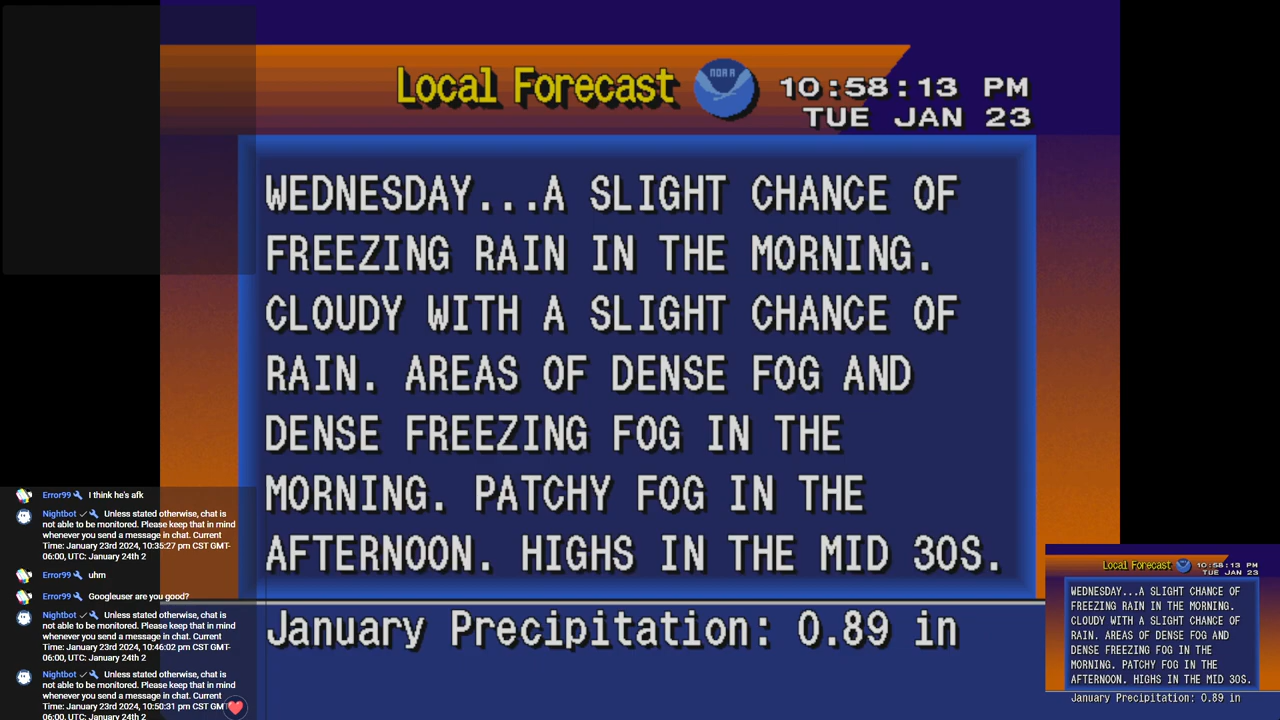 Local Forecast
NOAA
10:58:13 PM
TUE JAN 23
WEDNESDAY...A SLIGHT CHANCE OF
FREEZING RAIN IN THE MORNING.
CLOUDY WITH A SLIGHT CHANCE OF
RAIN. AREAS OF DENSE FOG AND
DENSE FREEZING FOG IN THE
MORNING. PATCHY FOG IN THE
AFTERNOON. HIGHS IN THE MID 30S.
January Precipitation: 0.89 in
Error99 I think he's afk
Nightbot Unless stated otherwise, chat is
not able to be monitored. Please keep that in mind
whenever you send a message in chat. Current
Time: January 23rd 2024, 10:35:27 pm CST GMT-
06:00, UTC: January 24th 2
Error99 uhm
Error99 Googleuser are you good?
Nightbot Unless stated otherwise, chat is
not able to be monitored. Please keep that in mind
whenever you send a message in chat. Current
Time: January 23rd 2024, 10:46:02 pm CST GMT-
06:00, UTC: January 24th 2
Nightbot Unless stated otherwise, chat is
not able to be monitored. Please keep that in mind
whenever you send a message in chat. Current
Time: January 23rd 2024, 10:50:31 pm CST GMT-
06:00, UTC: January 24th 2
Local Forecast
10:58:13 PM
TUE JAN 23
WEDNESDAY...A SLIGHT CHANCE OF
FREEZING RAIN IN THE MORNING.
CLOUDY WITH A SLIGHT CHANCE OF
RAIN. AREAS OF DENSE FOG AND
DENSE FREEZING FOG IN THE
MORNING. PATCHY FOG IN THE
AFTERNOON. HIGHS IN THE MID 30S.
January Precipitation: 0.89 in